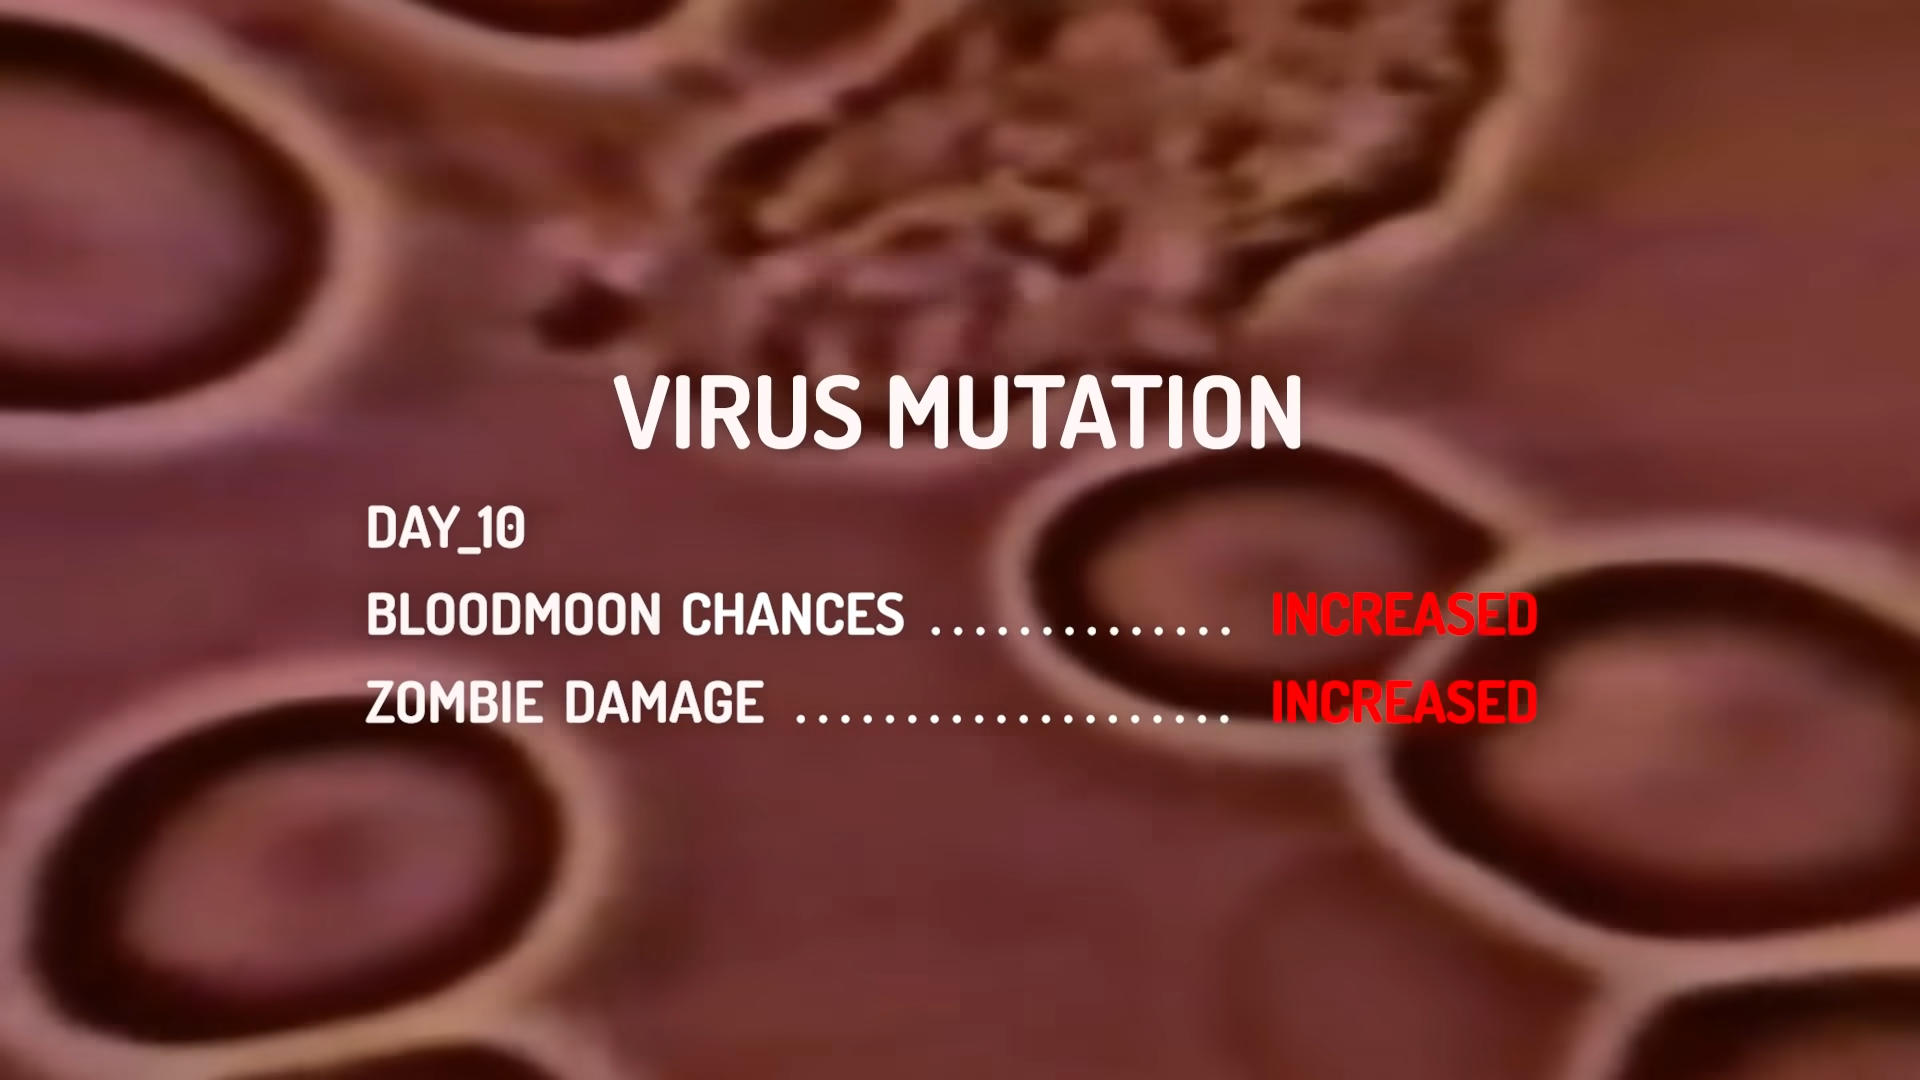 VIRUS MUTATION
DAY_10
BLOODMOON CHANCES .............. INCREASED
ZOMBIE DAMAGE .................... INCREASED